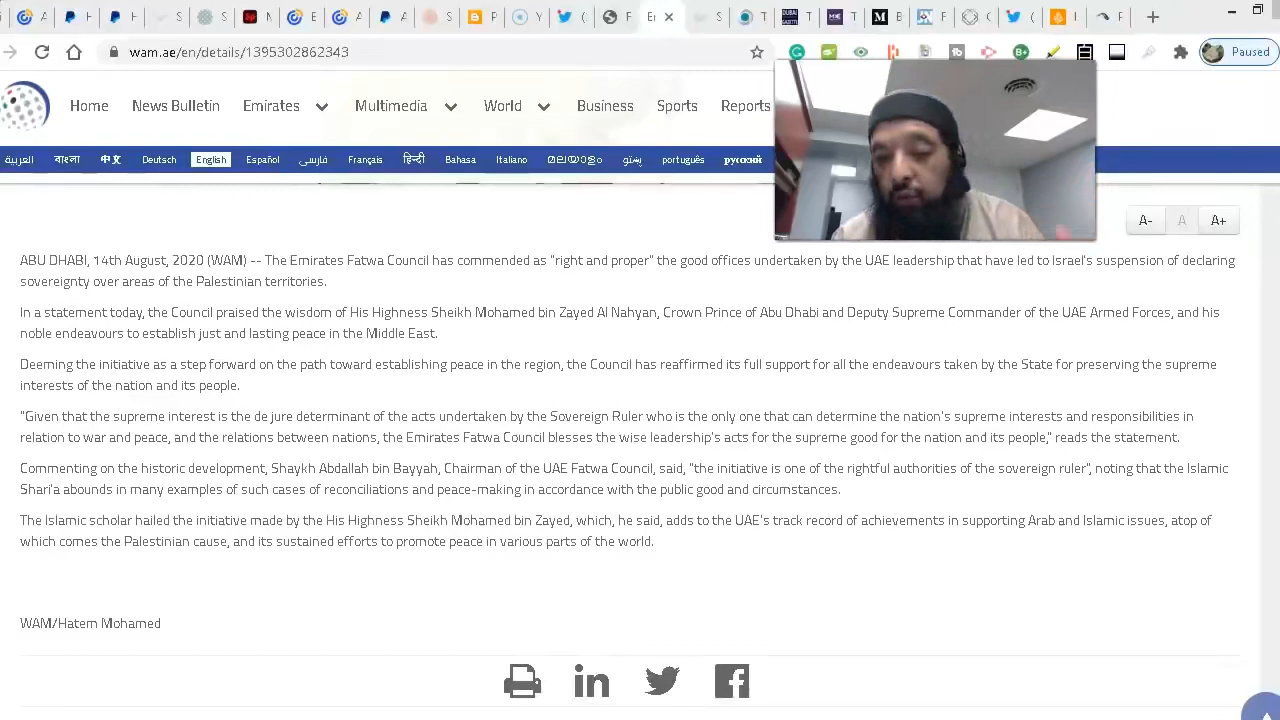 wam.ae/en/details/1395302862343
Paused
Home News Bulletin Emirates Multimedia World Business Sports Reports
العربية বাংলা 中文 Deutsch English Español فارسی Français हिन्दी Bahasa Italiano മലയാളം پښتو português русский
A- A A+
ABU DHABI, 14th August, 2020 (WAM) -- The Emirates Fatwa Council has commended as "right and proper" the good offices undertaken by the UAE leadership that have led to Israel's suspension of declaring
sovereignty over areas of the Palestinian territories.
In a statement today, the Council praised the wisdom of His Highness Sheikh Mohamed bin Zayed Al Nahyan, Crown Prince of Abu Dhabi and Deputy Supreme Commander of the UAE Armed Forces, and his
noble endeavours to establish just and lasting peace in the Middle East.
Deeming the initiative as a step forward on the path toward establishing peace in the region, the Council has reaffirmed its full support for all the endeavours taken by the State for preserving the supreme
interests of the nation and its people.
"Given that the supreme interest is the de jure determinant of the acts undertaken by the Sovereign Ruler who is the only one that can determine the nation's supreme interests and responsibilities in
relation to war and peace, and the relations between nations, the Emirates Fatwa Council blesses the wise leadership's acts for the supreme good for the nation and its people," reads the statement.
Commenting on the historic development, Shaykh Abdallah bin Bayyah, Chairman of the UAE Fatwa Council, said, "the initiative is one of the rightful authorities of the sovereign ruler", noting that the Islamic
Shari'a abounds in many examples of such cases of reconciliations and peace-making in accordance with the public good and circumstances.
The Islamic scholar hailed the initiative made by the His Highness Sheikh Mohamed bin Zayed, which, he said, adds to the UAE's track record of achievements in supporting Arab and Islamic issues, atop of
which comes the Palestinian cause, and its sustained efforts to promote peace in various parts of the world.
WAM/Hatem Mohamed